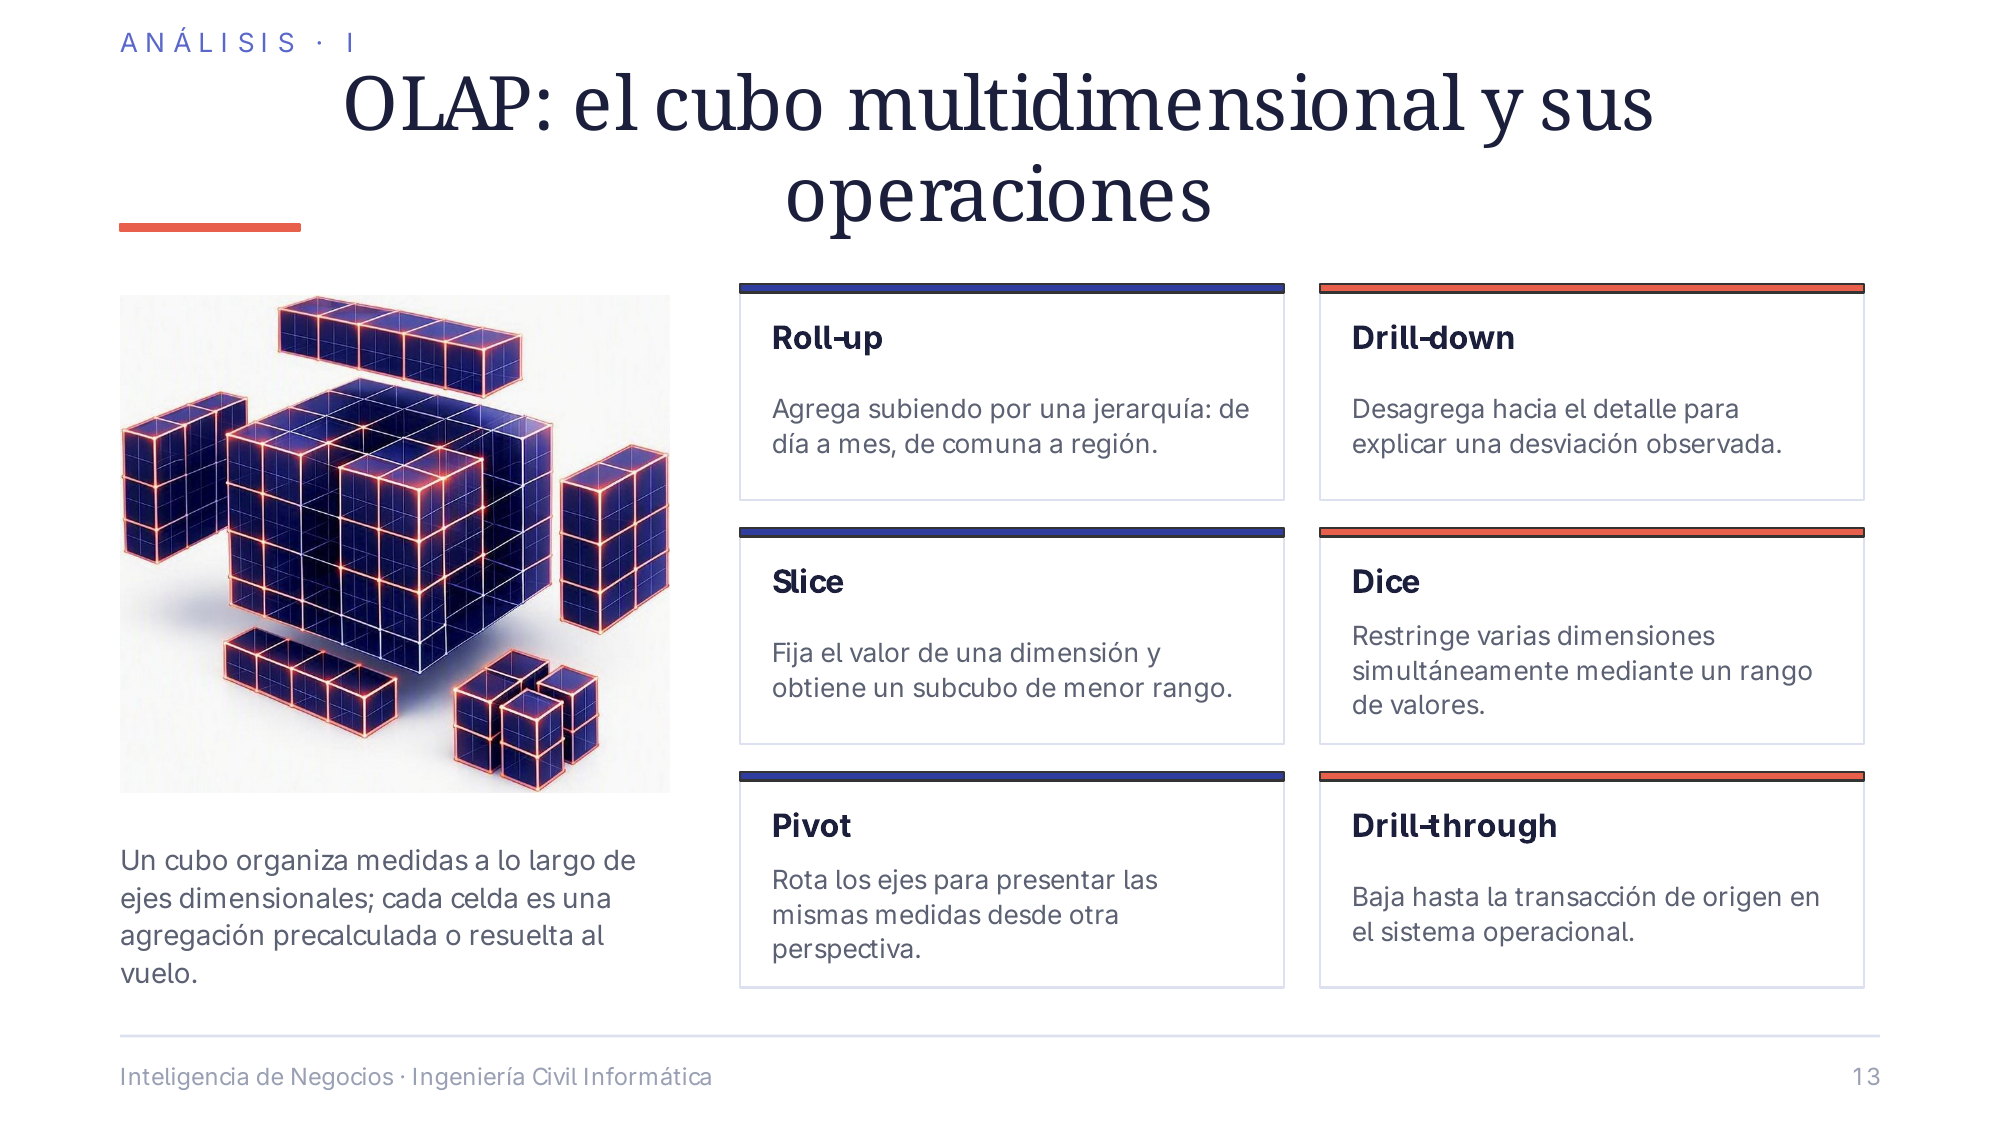 ANÁLISIS · I
OLAP: el cubo multidimensional y sus
operaciones
Un cubo organiza medidas a lo largo de
ejes dimensionales; cada celda es una
agregación precalculada o resuelta al
vuelo.
Roll-up
Agrega subiendo por una jerarquía: de
día a mes, de comuna a región.
Drill-down
Desagrega hacia el detalle para
explicar una desviación observada.
Slice
Fija el valor de una dimensión y
obtiene un subcubo de menor rango.
Dice
Restringe varias dimensiones
simultáneamente mediante un rango
de valores.
Pivot
Rota los ejes para presentar las
mismas medidas desde otra
perspectiva.
Drill-through
Baja hasta la transacción de origen en
el sistema operacional.
Inteligencia de Negocios · Ingeniería Civil Informática
13